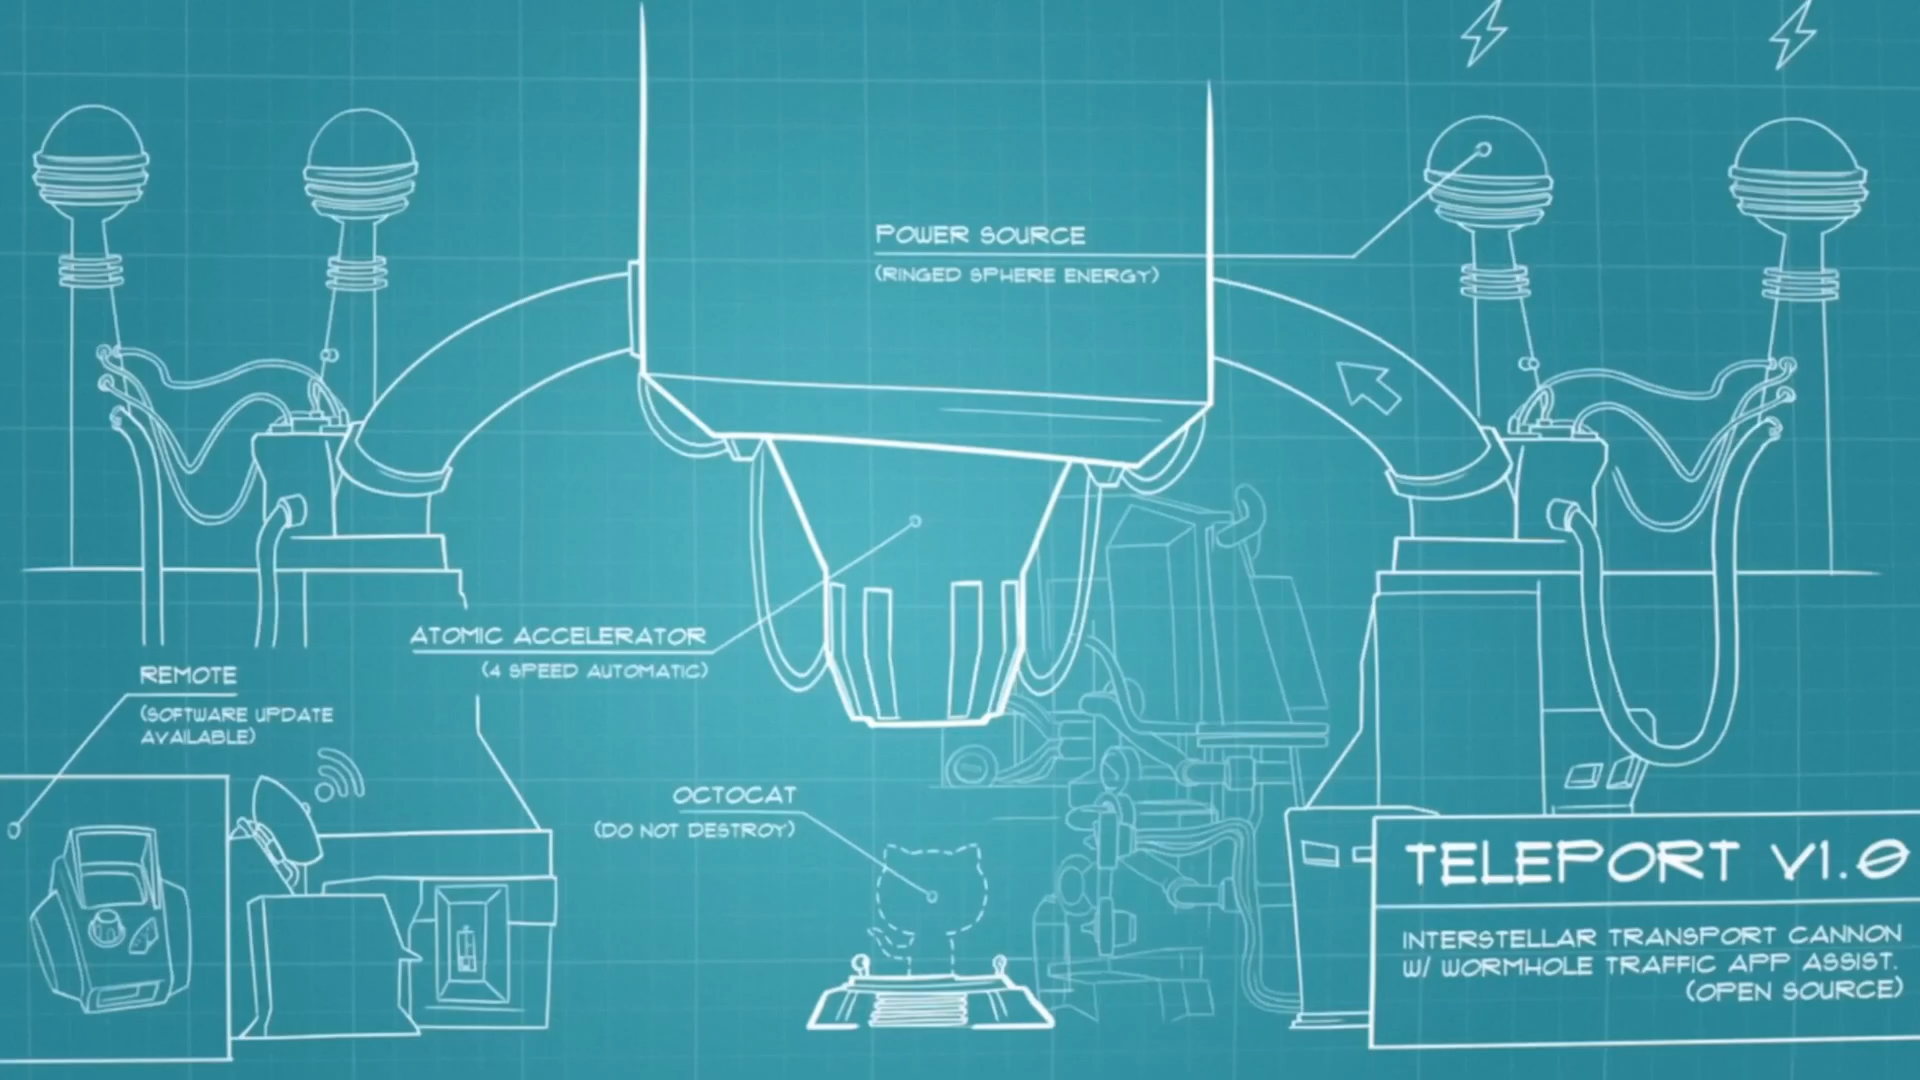 POWER SOURCE
(RINGED SPHERE ENERGY)
ATOMIC ACCELERATOR
(4 SPEED AUTOMATIC)
REMOTE
(SOFTWARE UPDATE
AVAILABLE)
OCTOCAT
(DO NOT DESTROY)
TELEPORT V1.0
INTERSTELLAR TRANSPORT CANNON
W/ WORMHOLE TRAFFIC APP ASSIST.
(OPEN SOURCE)